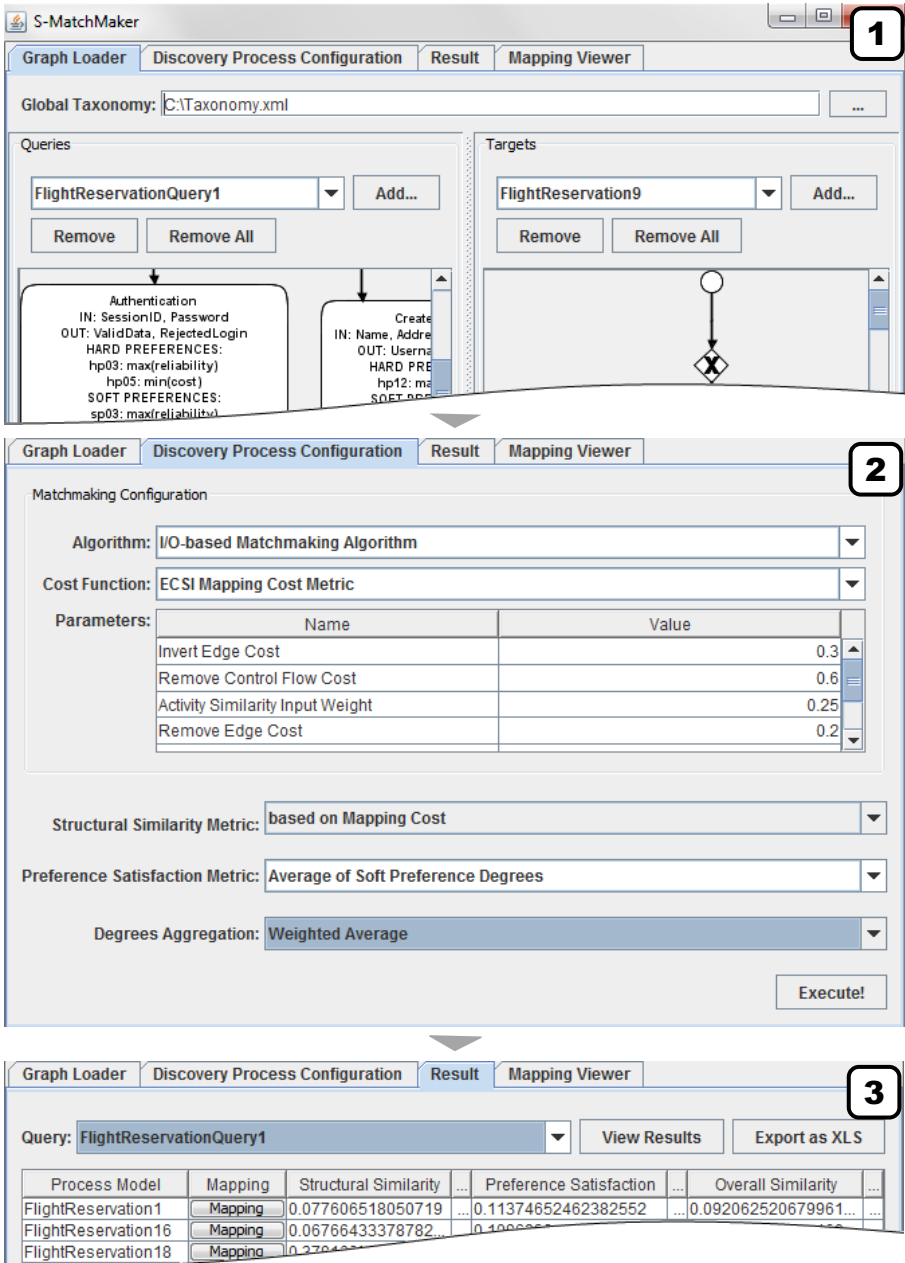 S-MatchMaker
1
Graph Loader Discovery Process Configuration Result Mapping Viewer
Global Taxonomy: C:\Taxonomy.xml ...
Queries
FlightReservationQuery1 Add...
Remove Remove All
Authentication
IN: SessionID, Password
OUT: ValidData, RejectedLogin
HARD PREFERENCES:
hp03: max(reliability)
hp05: min(cost)
SOFT PREFERENCES:
sp03: max(reliability)
Create
IN: Name, Addre
OUT: Userna
HARD PRE
hp12: ma
SOFT PRE
Targets
FlightReservation9 Add...
Remove Remove All
X
Graph Loader Discovery Process Configuration Result Mapping Viewer
2
Matchmaking Configuration
Algorithm: I/O-based Matchmaking Algorithm
Cost Function: ECSI Mapping Cost Metric
Parameters: Name Value
Invert Edge Cost 0.3
Remove Control Flow Cost 0.6
Activity Similarity Input Weight 0.25
Remove Edge Cost 0.2
Structural Similarity Metric: based on Mapping Cost
Preference Satisfaction Metric: Average of Soft Preference Degrees
Degrees Aggregation: Weighted Average
Execute!
Graph Loader Discovery Process Configuration Result Mapping Viewer
3
Query: FlightReservationQuery1 View Results Export as XLS
Process Model Mapping Structural Similarity ... Preference Satisfaction ... Overall Similarity ...
FlightReservation1 Mapping 0.077606518050719 ... 0.11374652462382552 ... 0.092062520679961... ...
FlightReservation16 Mapping 0.06766433378782...
FlightReservation18 Mapping